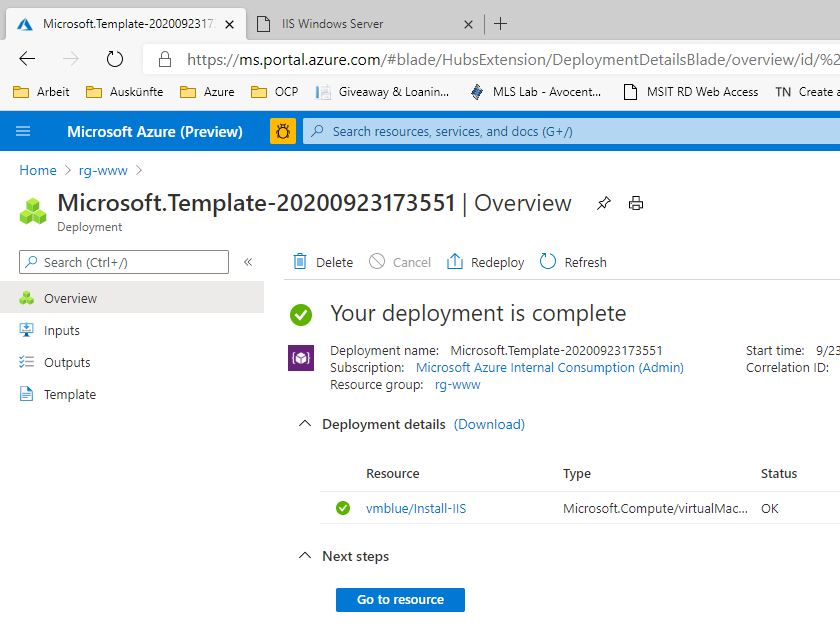 Microsoft.Template-2020092317
IIS Windows Server
https://ms.portal.azure.com/#blade/HubsExtension/DeploymentDetailsBlade/overview/id/%2
Arbeit Auskünfte Azure OCP Giveaway & Loanin... MLS Lab - Avocent... MSIT RD Web Access TN Create a
Microsoft Azure (Preview) Search resources, services, and docs (G+/)
Home > rg-www >
Microsoft.Template-20200923173551 | Overview
Deployment
Search (Ctrl+/) «
Delete Cancel Redeploy Refresh
Overview
Inputs
Outputs
Template
Your deployment is complete
Deployment name: Microsoft.Template-20200923173551 Start time: 9/23
Subscription: Microsoft Azure Internal Consumption (Admin) Correlation ID:
Resource group: rg-www
Deployment details (Download)
Resource Type Status
vmblue/Install-IIS Microsoft.Compute/virtualMac... OK
Next steps
Go to resource